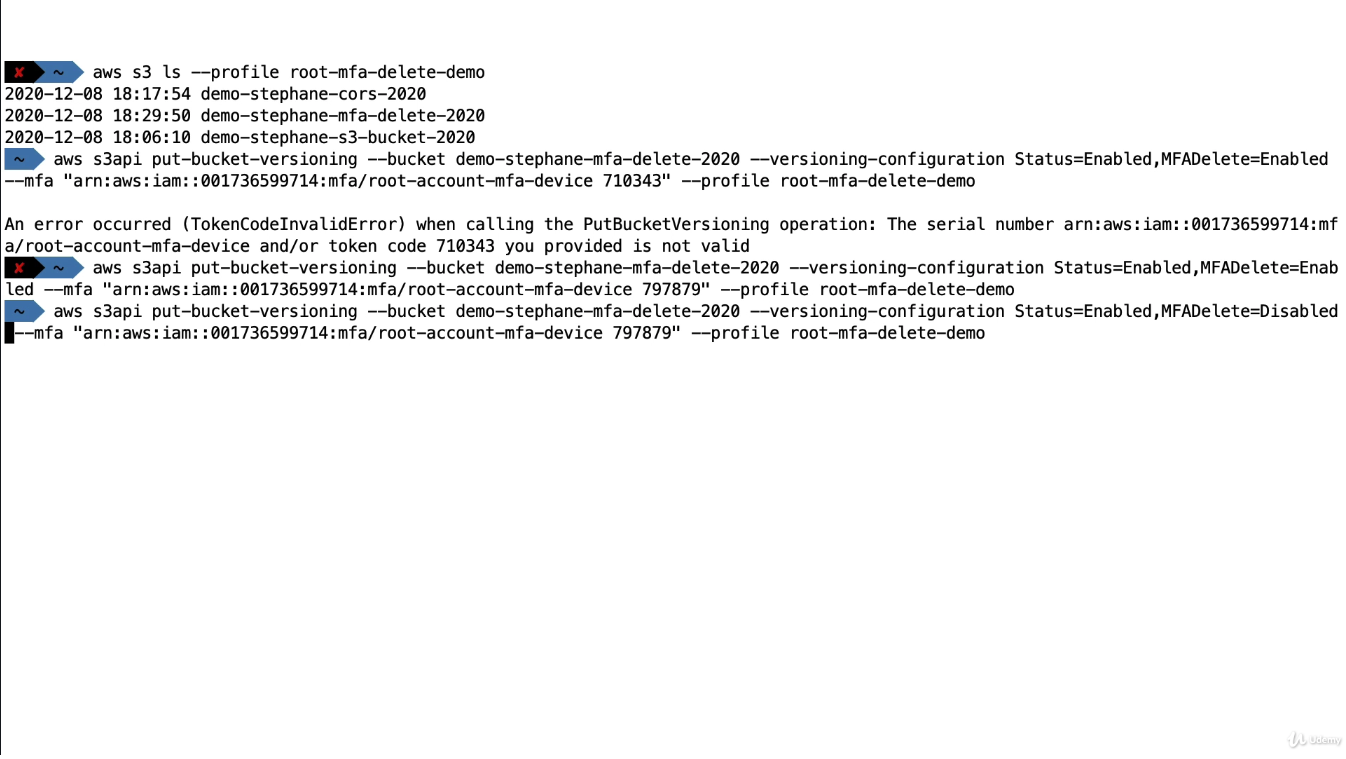 ✘ ~ aws s3 ls --profile root-mfa-delete-demo
2020-12-08 18:17:54 demo-stephane-cors-2020
2020-12-08 18:29:50 demo-stephane-mfa-delete-2020
2020-12-08 18:06:10 demo-stephane-s3-bucket-2020
~ aws s3api put-bucket-versioning --bucket demo-stephane-mfa-delete-2020 --versioning-configuration Status=Enabled,MFADelete=Enabled
--mfa "arn:aws:iam::001736599714:mfa/root-account-mfa-device 710343" --profile root-mfa-delete-demo
An error occurred (TokenCodeInvalidError) when calling the PutBucketVersioning operation: The serial number arn:aws:iam::001736599714:mf
a/root-account-mfa-device and/or token code 710343 you provided is not valid
✘ ~ aws s3api put-bucket-versioning --bucket demo-stephane-mfa-delete-2020 --versioning-configuration Status=Enabled,MFADelete=Enab
led --mfa "arn:aws:iam::001736599714:mfa/root-account-mfa-device 797879" --profile root-mfa-delete-demo
~ aws s3api put-bucket-versioning --bucket demo-stephane-mfa-delete-2020 --versioning-configuration Status=Enabled,MFADelete=Disabled
--mfa "arn:aws:iam::001736599714:mfa/root-account-mfa-device 797879" --profile root-mfa-delete-demo
Udemy